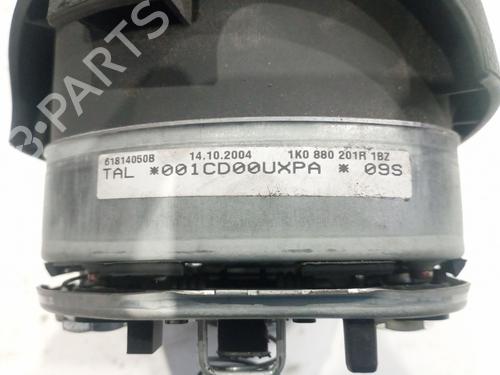 B-PARTS
61814050B 14.10.2004 1K0 880 201R 1BZ
TAL *001CD00UXPA * 09S